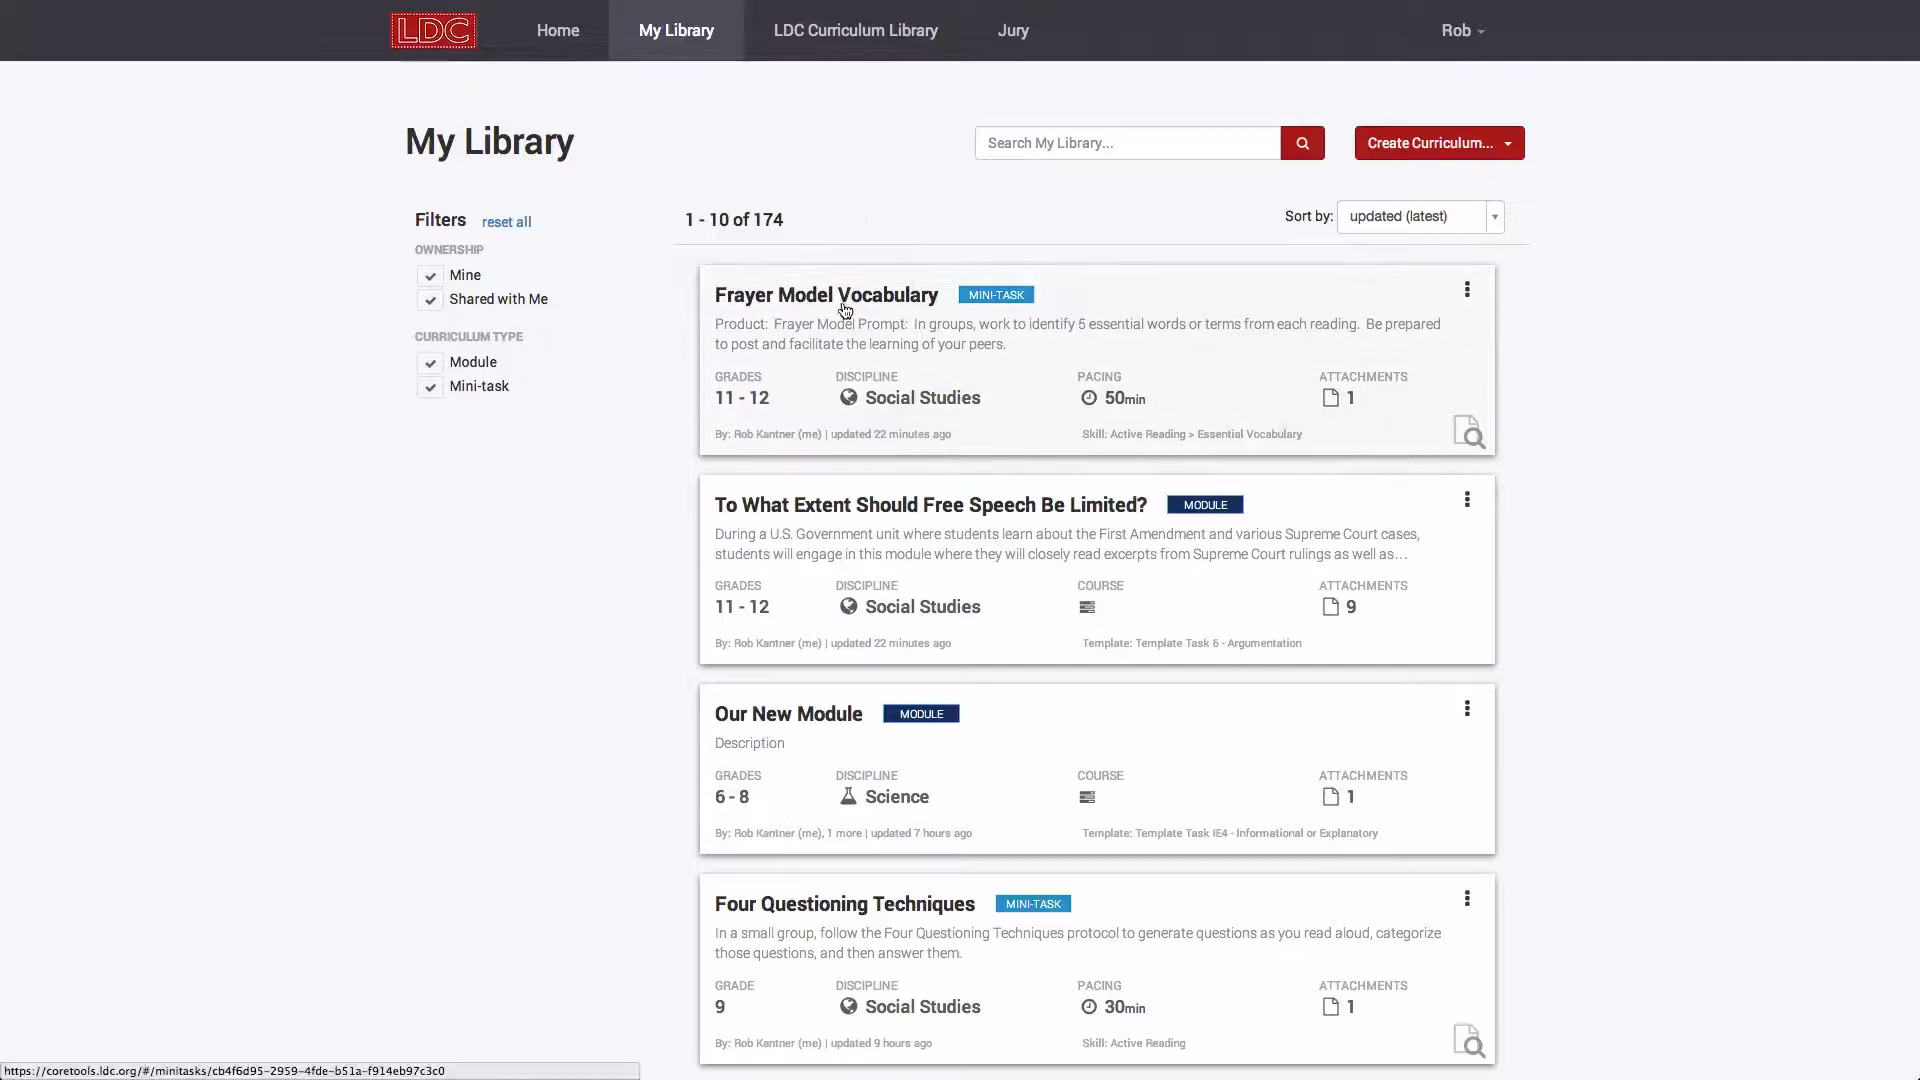 LDC
Home
My Library
LDC Curriculum Library
Jury
Rob
My Library
Search My Library...
Create Curriculum...
Filters reset all
OWNERSHIP
Mine
Shared with Me
CURRICULUM TYPE
Module
Mini-task
1 - 10 of 174
Sort by: updated (latest)
Frayer Model Vocabulary MINI-TASK
Product: Frayer Model Prompt: In groups, work to identify 5 essential words or terms from each reading. Be prepared
to post and facilitate the learning of your peers.
GRADES DISCIPLINE PACING ATTACHMENTS
11 - 12 Social Studies 50min 1
By: Rob Kantner (me) | updated 22 minutes ago Skill: Active Reading > Essential Vocabulary
To What Extent Should Free Speech Be Limited? MODULE
During a U.S. Government unit where students learn about the First Amendment and various Supreme Court cases,
students will engage in this module where they will closely read excerpts from Supreme Court rulings as well as...
GRADES DISCIPLINE COURSE ATTACHMENTS
11 - 12 Social Studies 9
By: Rob Kantner (me) | updated 22 minutes ago Template: Template Task 6 - Argumentation
Our New Module MODULE
Description
GRADES DISCIPLINE COURSE ATTACHMENTS
6 - 8 Science 1
By: Rob Kantner (me), 1 more | updated 7 hours ago Template: Template Task IE4 - Informational or Explanatory
Four Questioning Techniques MINI-TASK
In a small group, follow the Four Questioning Techniques protocol to generate questions as you read aloud, categorize
those questions, and then answer them.
GRADE DISCIPLINE PACING ATTACHMENTS
9 Social Studies 30min 1
By: Rob Kantner (me) | updated 9 hours ago Skill: Active Reading
https://coretools.ldc.org/#/minitasks/cb4f6d95-2959-4fde-b51a-f914eb97c3c0